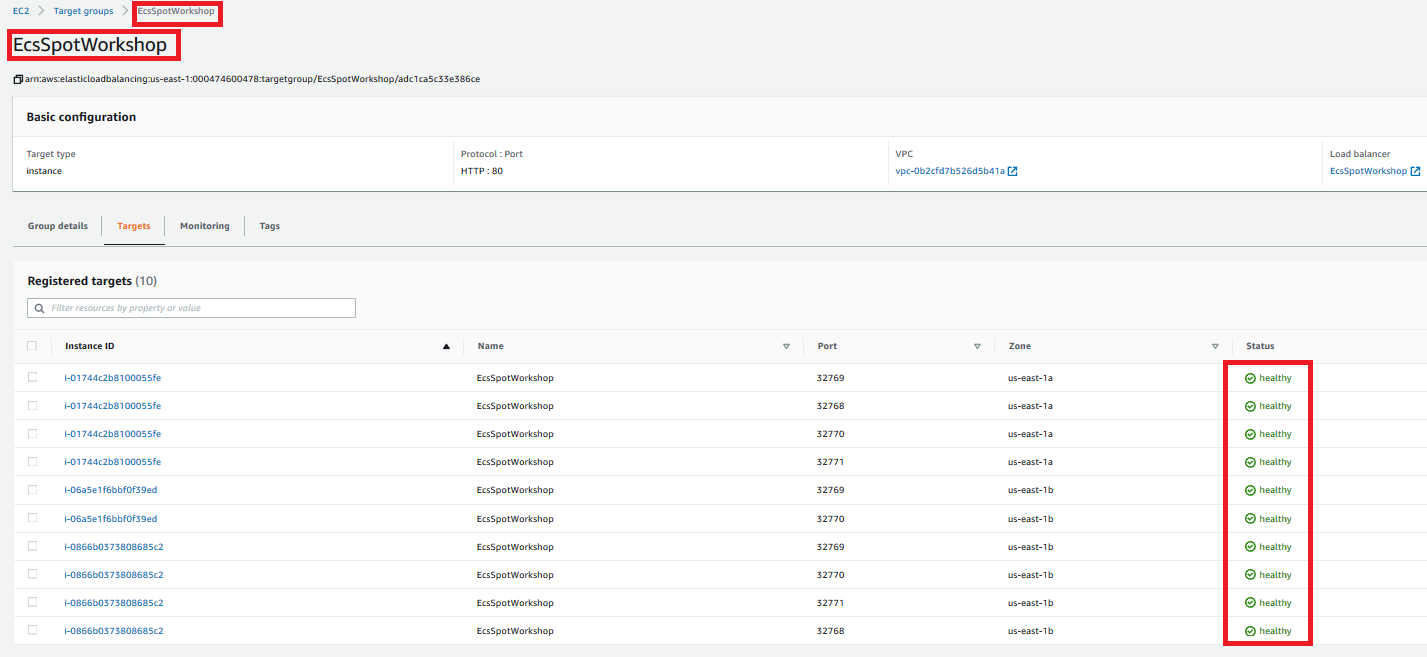 EC2 > Target groups > EcsSpotWorkshop
EcsSpotWorkshop
arn:aws:elasticloadbalancing:us-east-1:000474600478:targetgroup/EcsSpotWorkshop/adc1ca5c33e386ce
Basic configuration
Target type Protocol : Port VPC Load balancer
instance HTTP : 80 vpc-0b2cfd7b526d5b41a EcsSpotWorkshop
Group details Targets Monitoring Tags
Registered targets (10)
Filter resources by property or value
Instance ID Name Port Zone Status
i-01744c2b8100055fe EcsSpotWorkshop 32769 us-east-1a healthy
i-01744c2b8100055fe EcsSpotWorkshop 32768 us-east-1a healthy
i-01744c2b8100055fe EcsSpotWorkshop 32770 us-east-1a healthy
i-01744c2b8100055fe EcsSpotWorkshop 32771 us-east-1a healthy
i-06a5e1f6bbf0f39ed EcsSpotWorkshop 32769 us-east-1b healthy
i-06a5e1f6bbf0f39ed EcsSpotWorkshop 32770 us-east-1b healthy
i-0866b0373808685c2 EcsSpotWorkshop 32769 us-east-1b healthy
i-0866b0373808685c2 EcsSpotWorkshop 32770 us-east-1b healthy
i-0866b0373808685c2 EcsSpotWorkshop 32771 us-east-1b healthy
i-0866b0373808685c2 EcsSpotWorkshop 32768 us-east-1b healthy